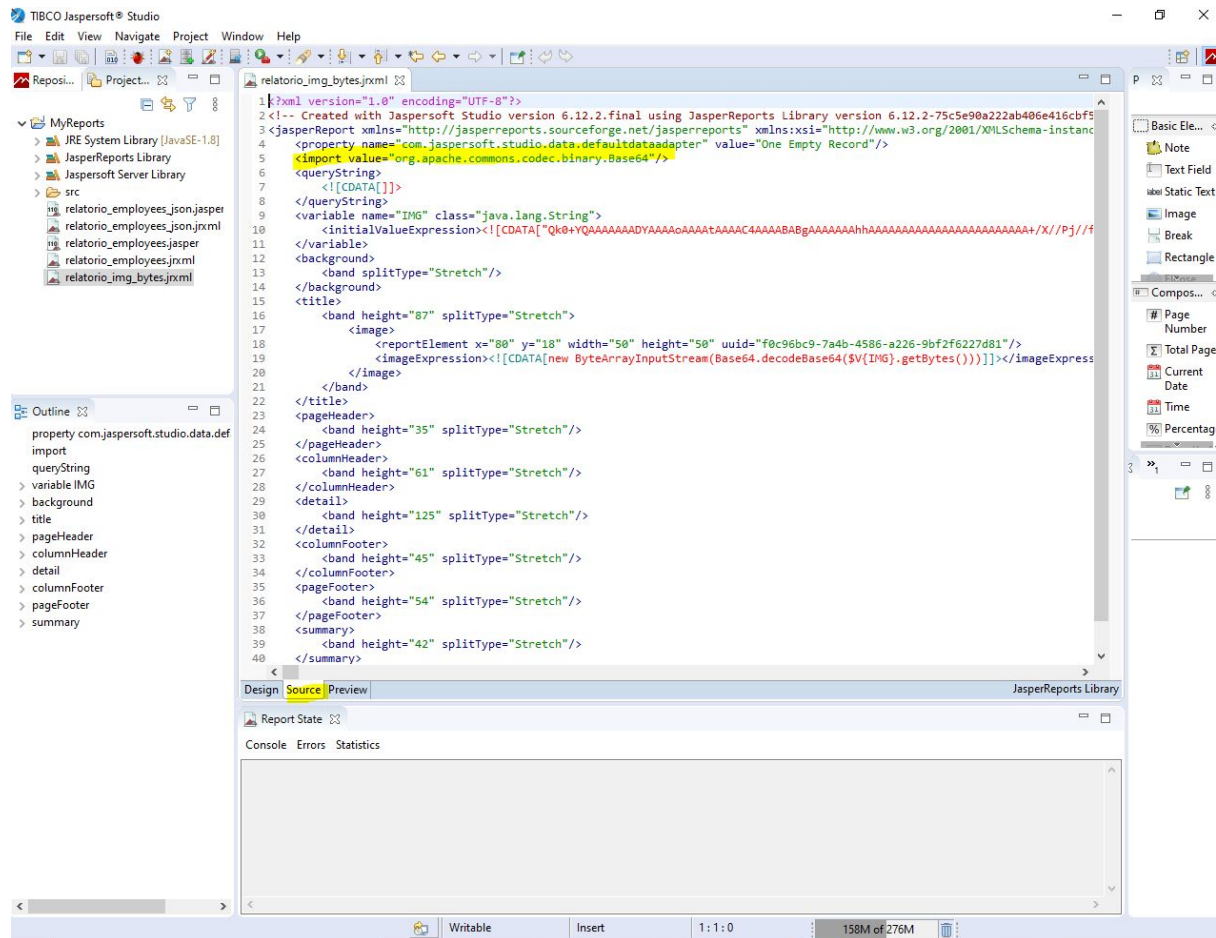 TIBCO Jaspersoft® Studio
File Edit View Navigate Project Window Help
Reposi... Project...
MyReports
JRE System Library [JavaSE-1.8]
JasperReports Library
Jaspersoft Server Library
src
relatorio_employees_json.jasper
relatorio_employees_json.jrxml
relatorio_employees.jasper
relatorio_employees.jrxml
relatorio_img_bytes.jrxml
Outline
property com.jaspersoft.studio.data.def
import
queryString
variable IMG
background
title
pageHeader
columnHeader
detail
columnFooter
pageFooter
summary
relatorio_img_bytes.jrxml
1 <?xml version="1.0" encoding="UTF-8"?>
2 <!-- Created with Jaspersoft Studio version 6.12.2.final using JasperReports Library version 6.12.2-75c5e90a222ab406e416cbf5
3 <jasperReport xmlns="http://jasperreports.sourceforge.net/jasperreports" xmlns:xsi="http://www.w3.org/2001/XMLSchema-instanc
4 <property name="com.jaspersoft.studio.data.defaultdataadapter" value="One Empty Record"/>
5 <import value="org.apache.commons.codec.binary.Base64"/>
6 <queryString>
7 <![CDATA[]]>
8 </queryString>
9 <variable name="IMG" class="java.lang.String">
10 <initialValueExpression><![CDATA[
11 </variable>
12 <background>
13 <band splitType="Stretch"/>
14 </background>
15 <title>
16 <band height="87" splitType="Stretch">
17 <image>
18 <reportElement x="80" y="18" width="50" height="50" uuid="f0c96bc9-7a4b-4586-a226-9bf2f6227d81"/>
19 <imageExpression><![CDATA[new ByteArrayInputStream(Base64.decodeBase64($V{IMG}.getBytes()))]]></imageExpress
20 </image>
21 </band>
22 </title>
23 <pageHeader>
24 <band height="35" splitType="Stretch"/>
25 </pageHeader>
26 <columnHeader>
27 <band height="61" splitType="Stretch"/>
28 </columnHeader>
29 <detail>
30 <band height="125" splitType="Stretch"/>
31 </detail>
32 <columnFooter>
33 <band height="45" splitType="Stretch"/>
34 </columnFooter>
35 <pageFooter>
36 <band height="54" splitType="Stretch"/>
37 </pageFooter>
38 <summary>
39 <band height="42" splitType="Stretch"/>
40 </summary>
Design Source Preview
JasperReports Library
Report State
Console Errors Statistics
P
Basic Ele...
Note
Text Field
label Static Text
Image
Break
Rectangle
Compos...
# Page Number
Σ Total Page
Current Date
Time
% Percentag
Writable Insert 1:1:0 158M of 276M